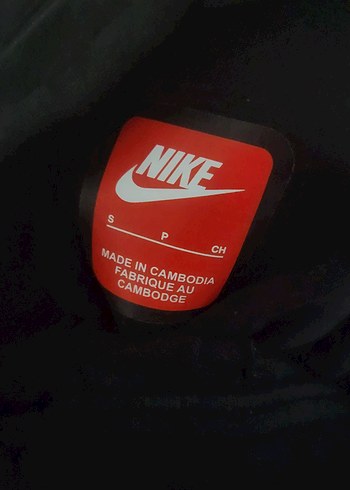 NIKE
S P CH
MADE IN CAMBODIA
FABRIQUE AU
CAMBODGE